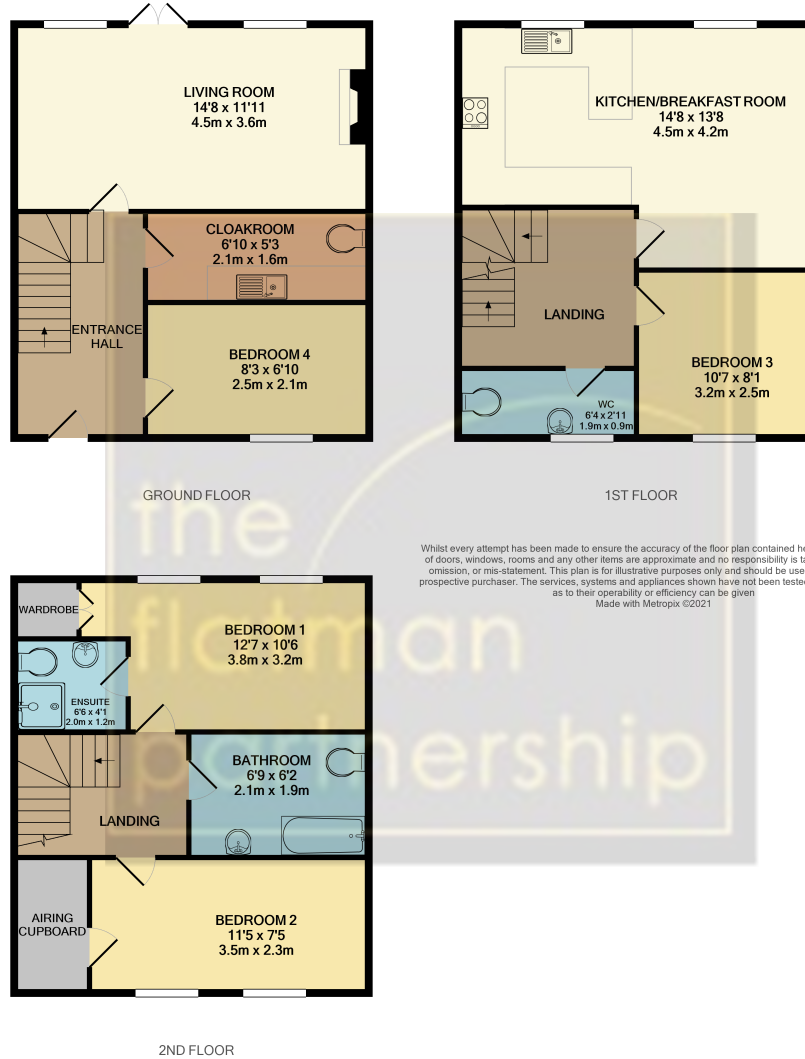 LIVING ROOM
14'8 x 11'11
4.5m x 3.6m
CLOAKROOM
6'10 x 5'3
2.1m x 1.6m
ENTRANCE
HALL
BEDROOM 4
8'3 x 6'10
2.5m x 2.1m
GROUND FLOOR
KITCHEN/BREAKFAST ROOM
14'8 x 13'8
4.5m x 4.2m
LANDING
BEDROOM 3
10'7 x 8'1
3.2m x 2.5m
WC
6'4 x 2'11
1.9m x 0.9m
1ST FLOOR
Whilst every attempt has been made to ensure the accuracy of the floor plan contained
of doors, windows, rooms and any other items are approximate and no responsibility is
omission, or mis-statement. This plan is for illustrative purposes only and should be
prospective purchaser. The services, systems and appliances shown have not been
as to their operability or efficiency can be given
Made with Metropix ©2021
WARDROBE
BEDROOM 1
12'7 x 10'6
3.8m x 3.2m
ENSUITE
6'6 x 4'1
2.0m x 1.2m
BATHROOM
6'9 x 6'2
2.1m x 1.9m
LANDING
AIRING
CUPBOARD
BEDROOM 2
11'5 x 7'5
3.5m x 2.3m
2ND FLOOR
the
flatman
partnership